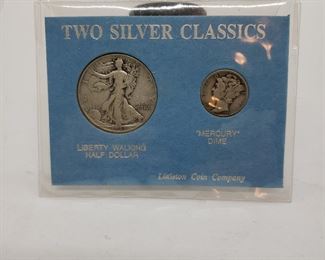 TWO SILVER CLASSICS
LIBERTY WALKING
HALF DOLLAR
"MERCURY"
DIME
Littleton Coin Company